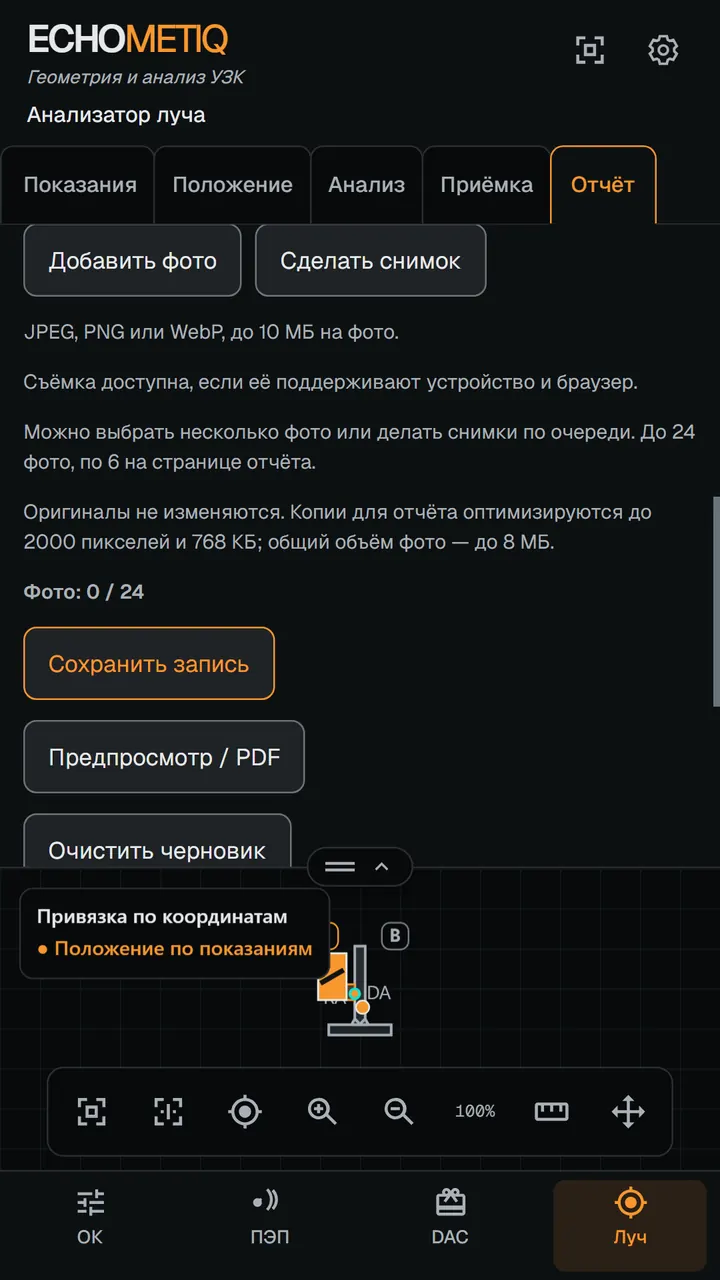 ECHOMETIQ
Геометрия и анализ УЗК
Анализатор луча
Показания
Положение
Анализ
Приёмка
Отчёт
Добавить фото
Сделать снимок
JPEG, PNG или WebP, до 10 МБ на фото.
Съёмка доступна, если её поддерживают устройство и браузер.
Можно выбрать несколько фото или делать снимки по очереди. До 24
фото, по 6 на странице отчёта.
Оригиналы не изменяются. Копии для отчёта оптимизируются до
2000 пикселей и 768 КБ; общий объём фото — до 8 МБ.
Фото: 0 / 24
Сохранить запись
Предпросмотр / PDF
Очистить черновик
Привязка по координатам
Положение по показаниям
B
DA
100%
ОК
ПЭП
DAC
Луч